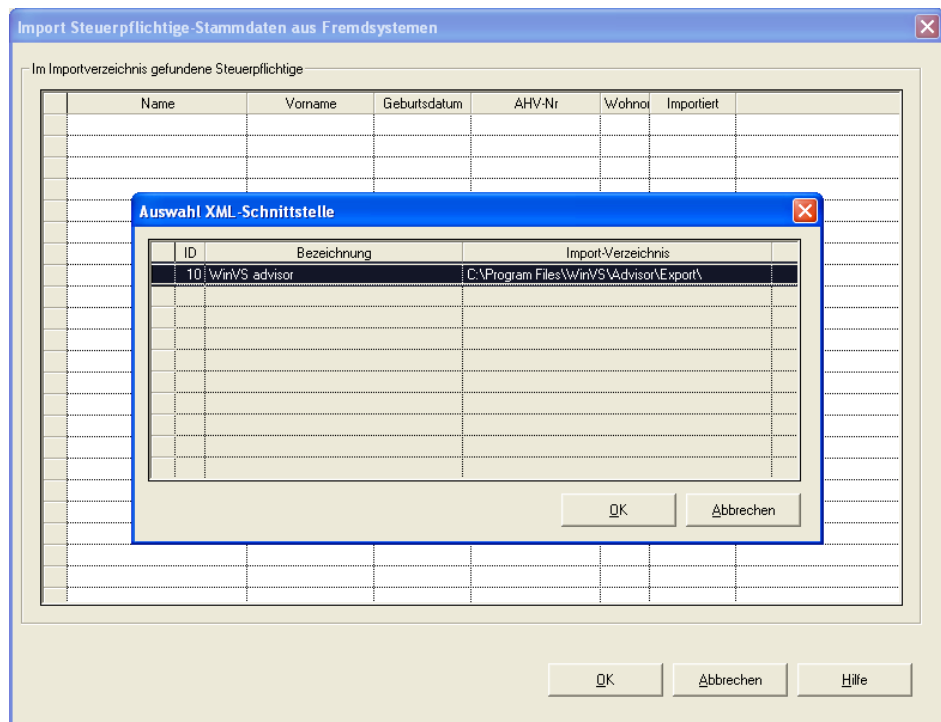 Import Steuerpflichtige-Stammdaten aus Fremdsystemen
Im Importverzeichnis gefundene Steuerpflichtige
Name Vorname Geburtsdatum AHV-Nr Wohnor Importiert
Auswahl XML-Schnittstelle
ID Bezeichnung Import-Verzeichnis
10 WinVS advisor C:\Program Files\WinVS\Advisor\Export\
OK Abbrechen
OK Abbrechen Hilfe